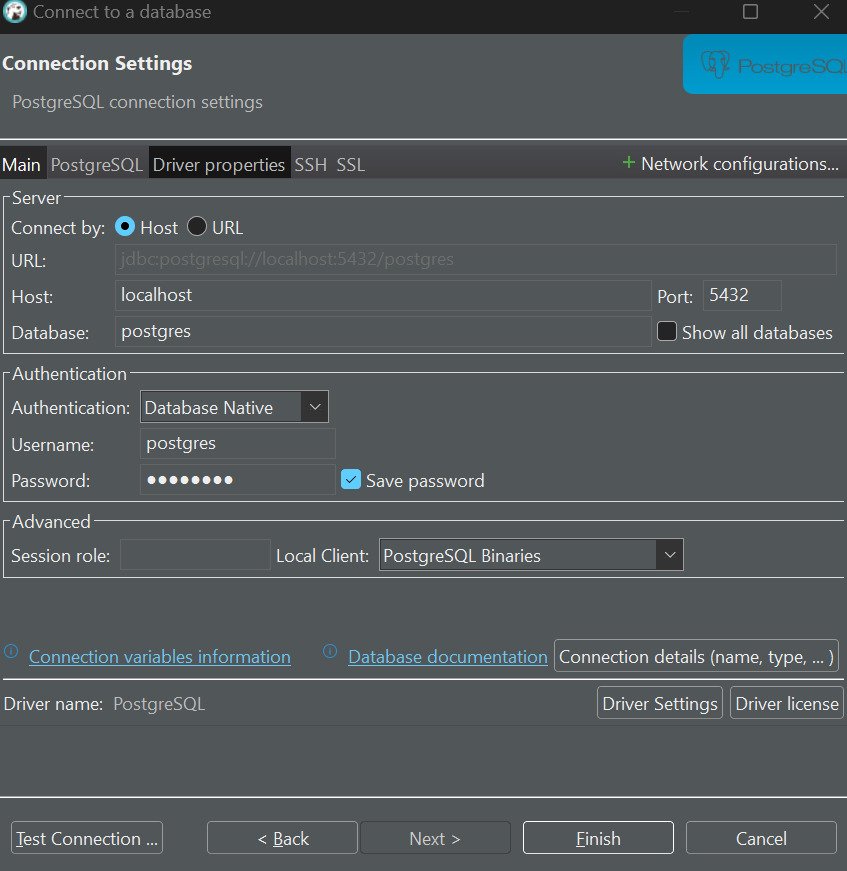 Connect to a database
Connection Settings
PostgreSQL connection settings
PostgreSQL
Main PostgreSQL Driver properties SSH SSL + Network configurations...
Server
Connect by: Host URL
URL: jdbc:postgresql://localhost:5432/postgres
Host: localhost Port: 5432
Database: postgres Show all databases
Authentication
Authentication: Database Native
Username: postgres
Password: ●●●●●●●● Save password
Advanced
Session role: Local Client: PostgreSQL Binaries
Connection variables information Database documentation Connection details (name, type, ... )
Driver name: PostgreSQL Driver Settings Driver license
Test Connection ... < Back Next > Finish Cancel